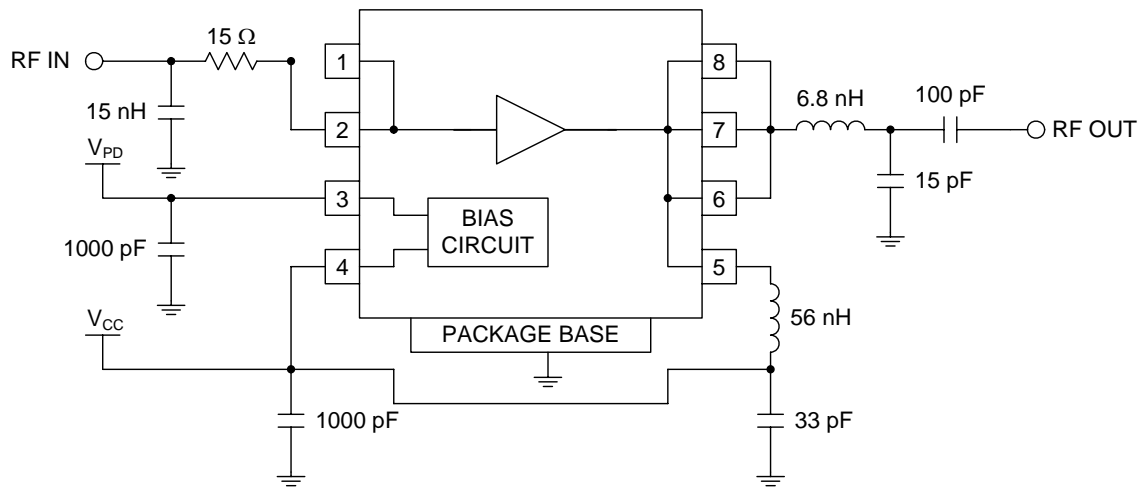 RF IN
15 Ω
15 nH
V_PD
1000 pF
V_CC
1000 pF
1
2
3
4
BIAS
CIRCUIT
PACKAGE BASE
8
7
6
5
6.8 nH
100 pF
RF OUT
15 pF
56 nH
33 pF